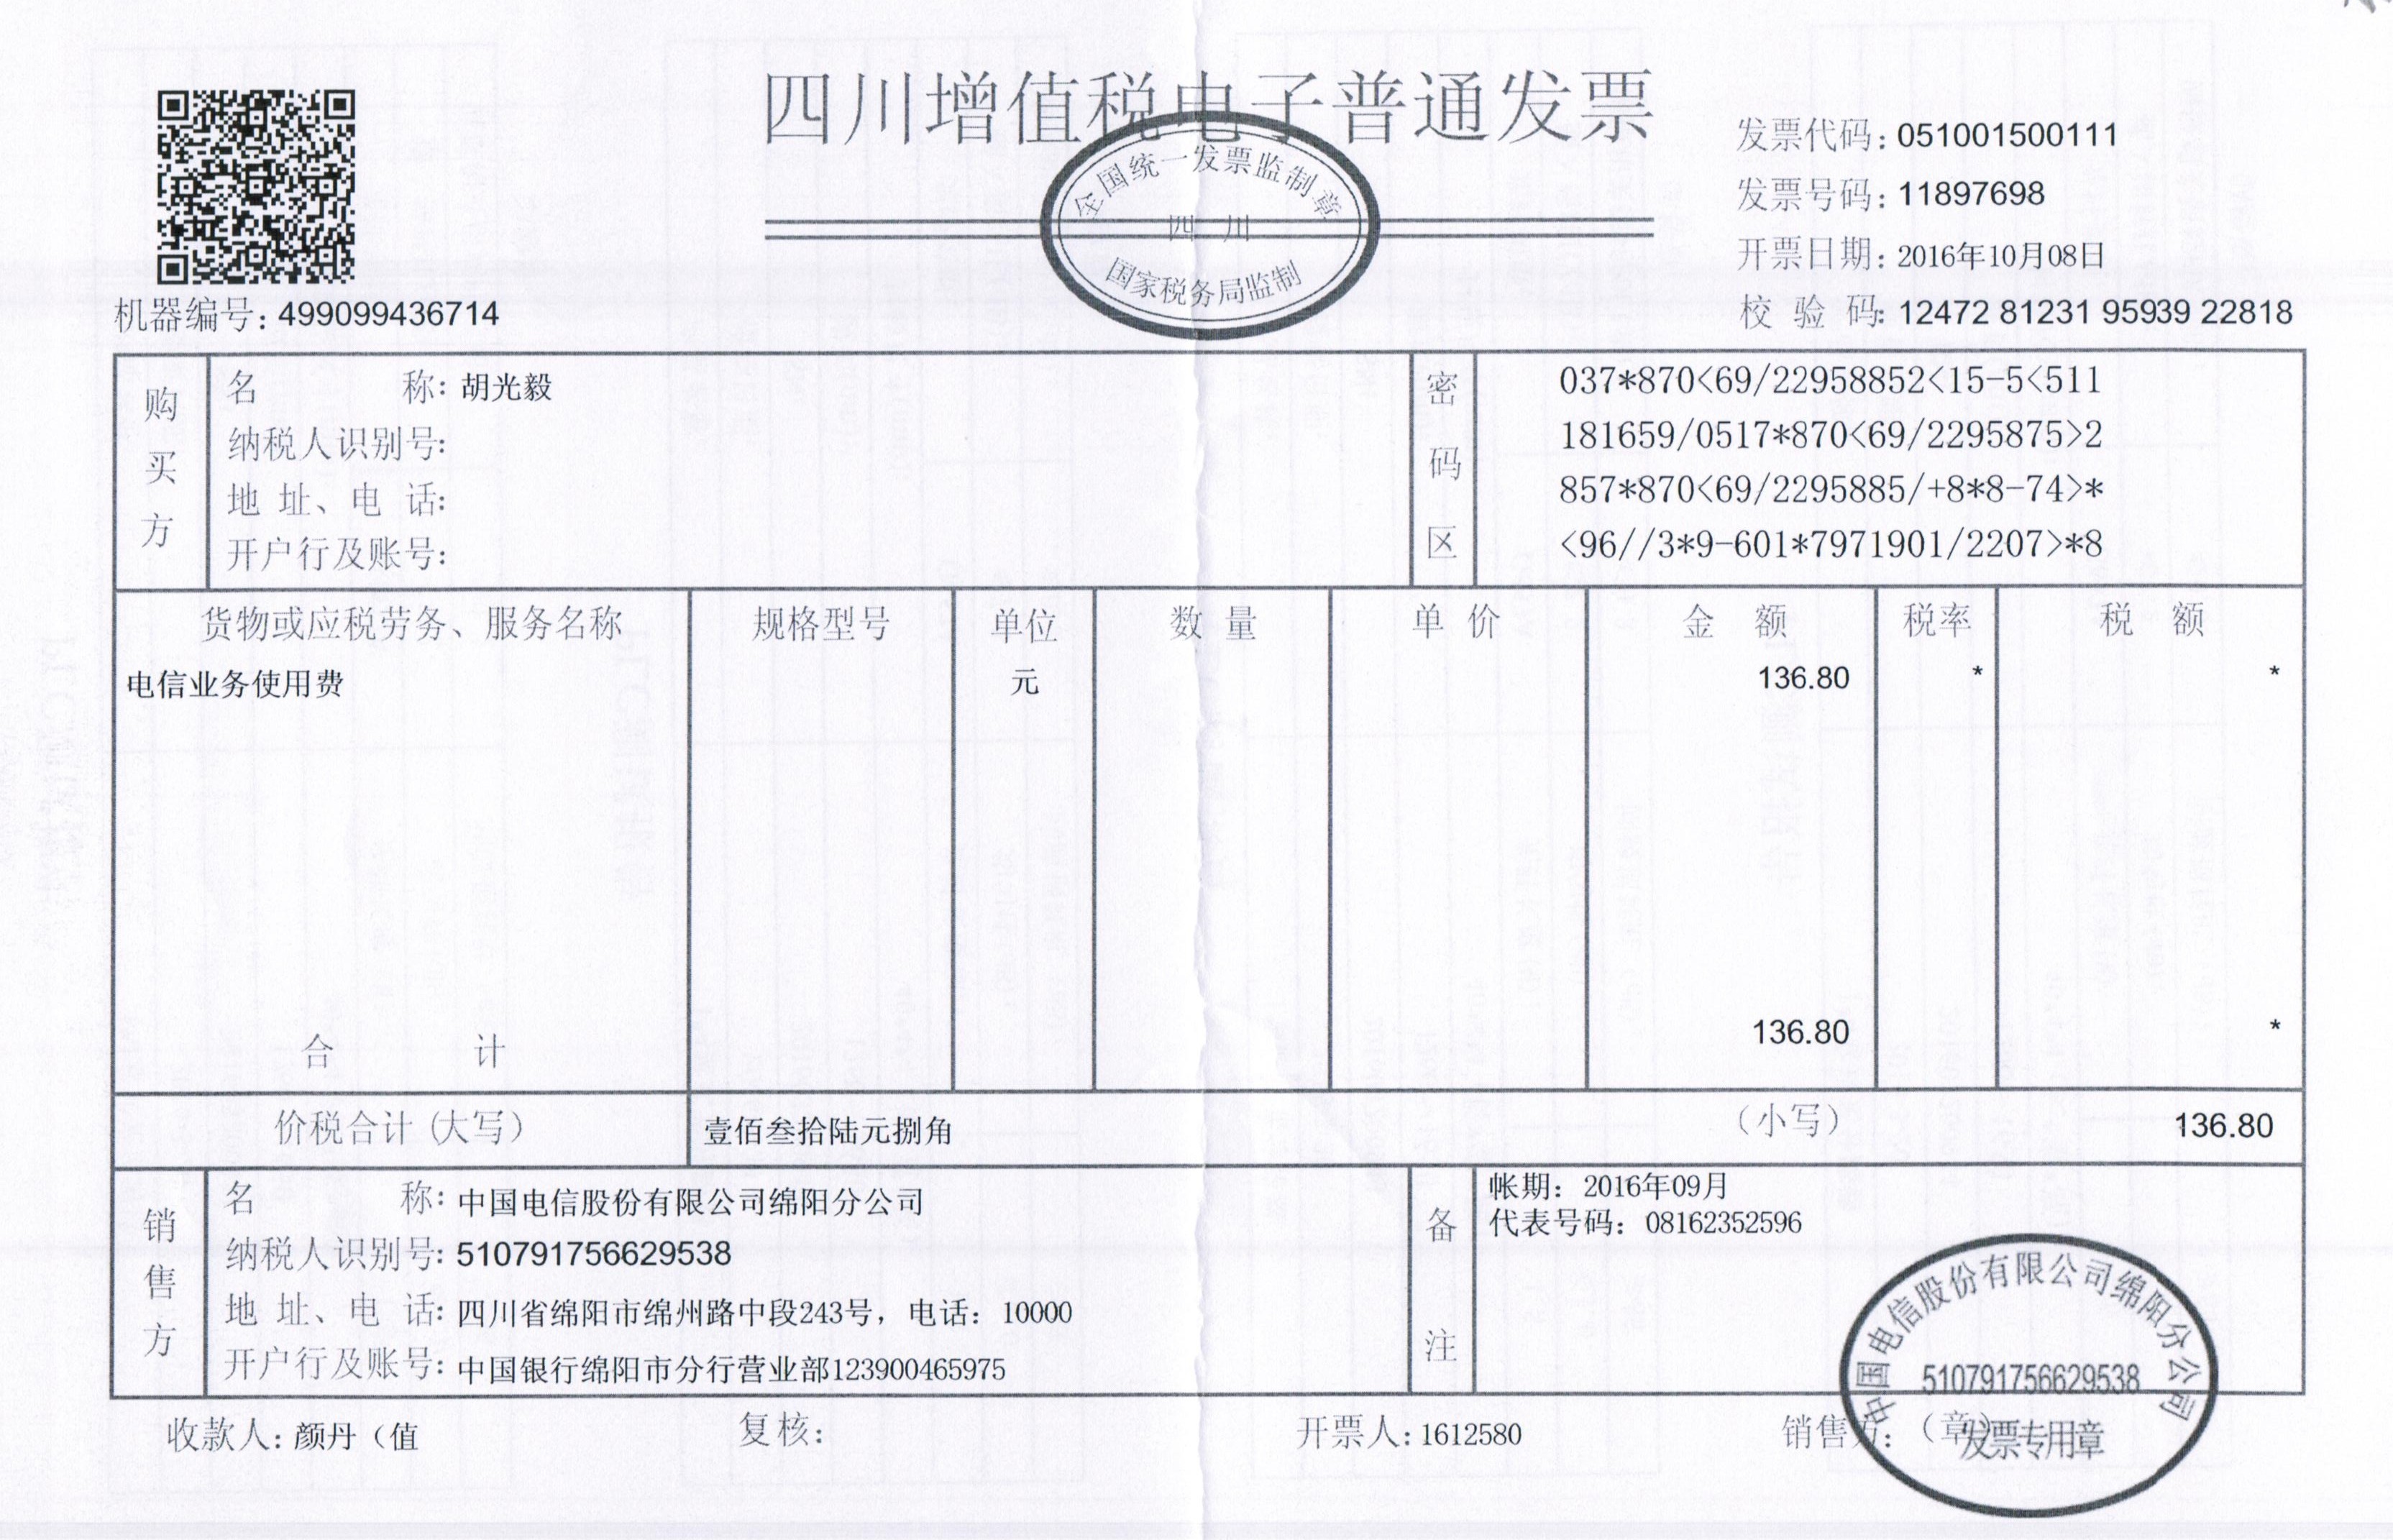 四川增值税电子普通发票
全国统一发票监制章
四 川
国家税务局监制
发票代码: 051001500111
发票号码: 11897698
开票日期: 2016年10月08日
校 验 码: 12472 81231 95939 22818
机器编号: 499099436714
购买方
名 称: 胡光毅
纳税人识别号:
地 址、电 话:
开户行及账号:
密码区
037*870<69/22958852<15-5<511
181659/0517*870<69/2295875>2
857*870<69/2295885/+8*8-74>*
<96//3*9-601*7971901/2207>*8
货物或应税劳务、服务名称 规格型号 单位 数 量 单 价 金 额 税率 税 额
电信业务使用费 元 136.80 * *
合 计 136.80 *
价税合计 (大写) 壹佰叁拾陆元捌角 (小写) 136.80
销售方
名 称: 中国电信股份有限公司绵阳分公司
纳税人识别号: 510791756629538
地 址、电 话: 四川省绵阳市绵州路中段243号，电话：10000
开户行及账号: 中国银行绵阳市分行营业部123900465975
备注
帐期：2016年09月
代表号码：08162352596
收款人: 颜丹（值 复核: 开票人: 1612580 销售方: (章)
中国电信股份有限公司绵阳分公司
510791756629538
发票专用章